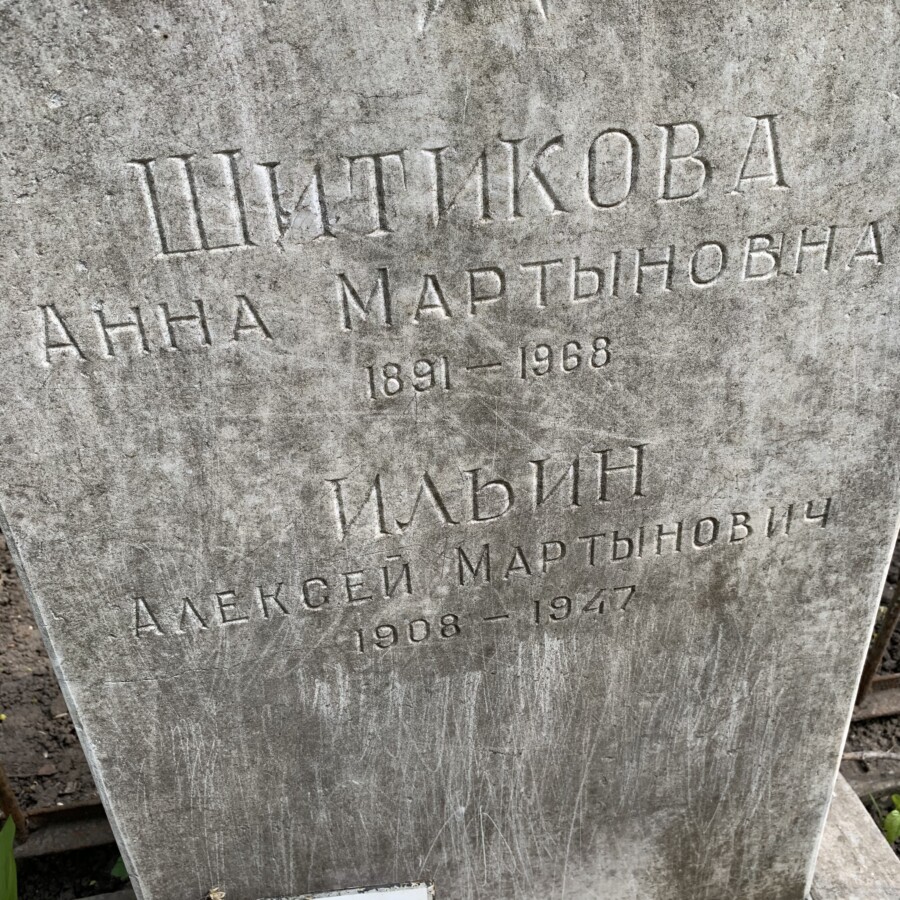 ШИТИКОВА
АННА МАРТЫНОВНА
1891 — 1968
ИЛЬИН
АЛЕКСЕЙ МАРТЫНОВИЧ
1908 — 1947